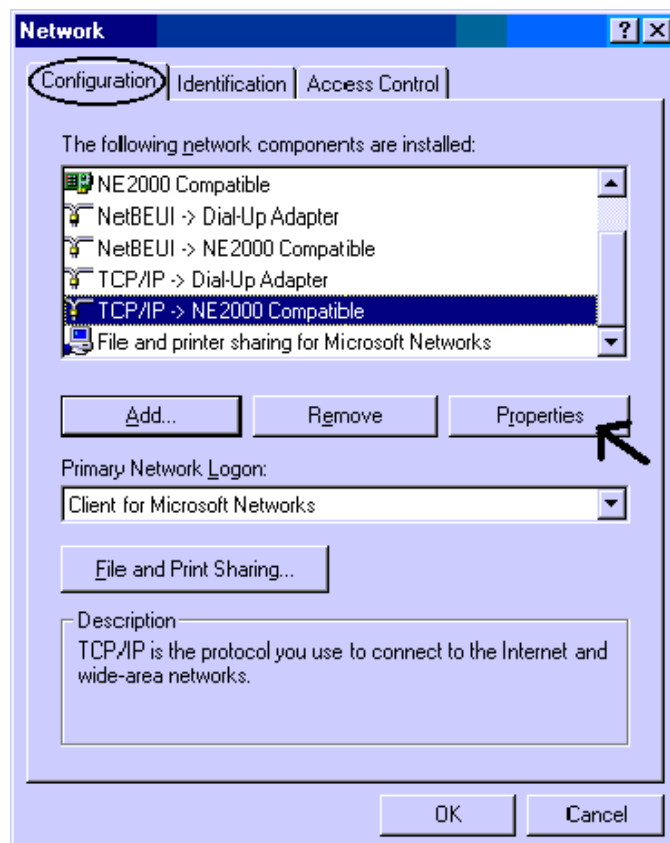 Network
Configuration Identification Access Control
The following network components are installed:
NE2000 Compatible
NetBEUI -> Dial-Up Adapter
NetBEUI -> NE2000 Compatible
TCP/IP -> Dial-Up Adapter
TCP/IP -> NE2000 Compatible
File and printer sharing for Microsoft Networks
Add... Remove Properties
Primary Network Logon:
Client for Microsoft Networks
File and Print Sharing...
Description
TCP/IP is the protocol you use to connect to the Internet and
wide-area networks.
OK Cancel